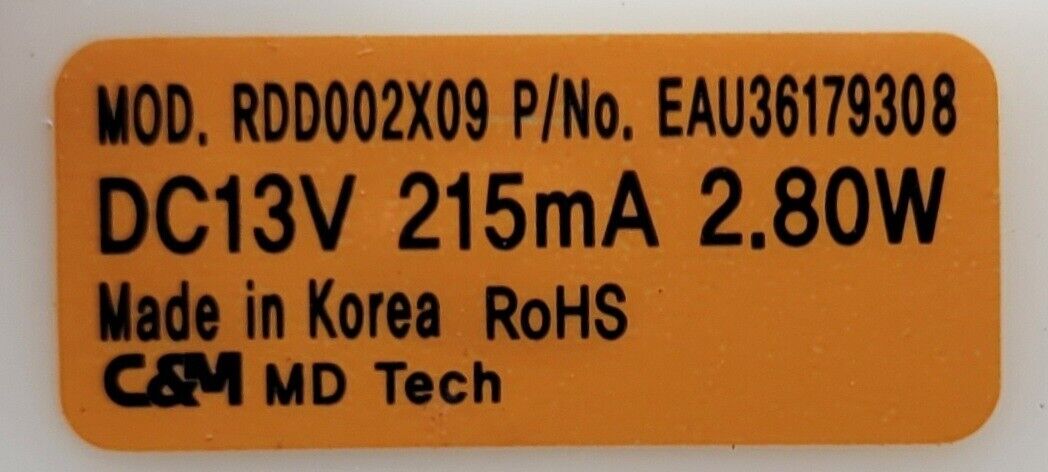 MOD. RDD002X09 P/No. EAU36179308
DC13V 215mA 2.80W
Made in Korea RoHS
C&M MD Tech